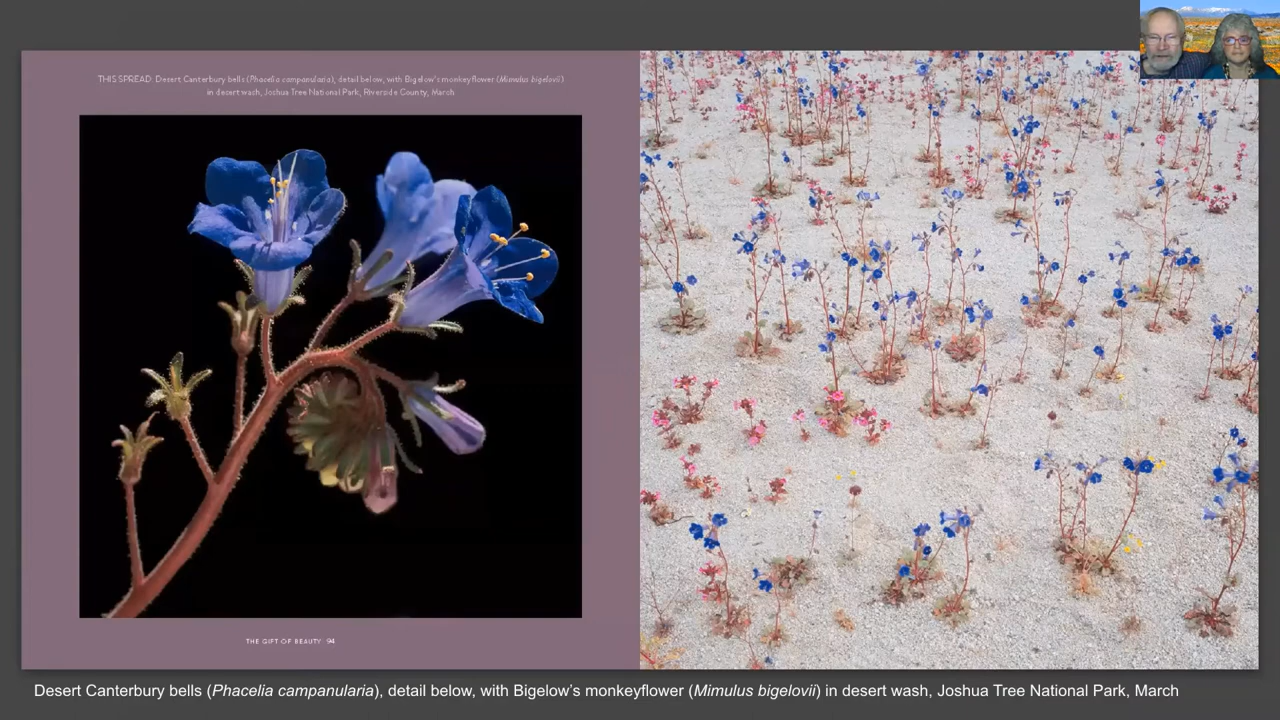 THIS SPREAD: Desert Canterbury bells (Phacelia campanularia), detail below, with Bigelow's monkeyflower (Mimulus bigelovii)
in desert wash, Joshua Tree National Park, Riverside County, March
THE GIFT OF BEAUTY 94
Desert Canterbury bells (Phacelia campanularia), detail below, with Bigelow’s monkeyflower (Mimulus bigelovii) in desert wash, Joshua Tree National Park, March